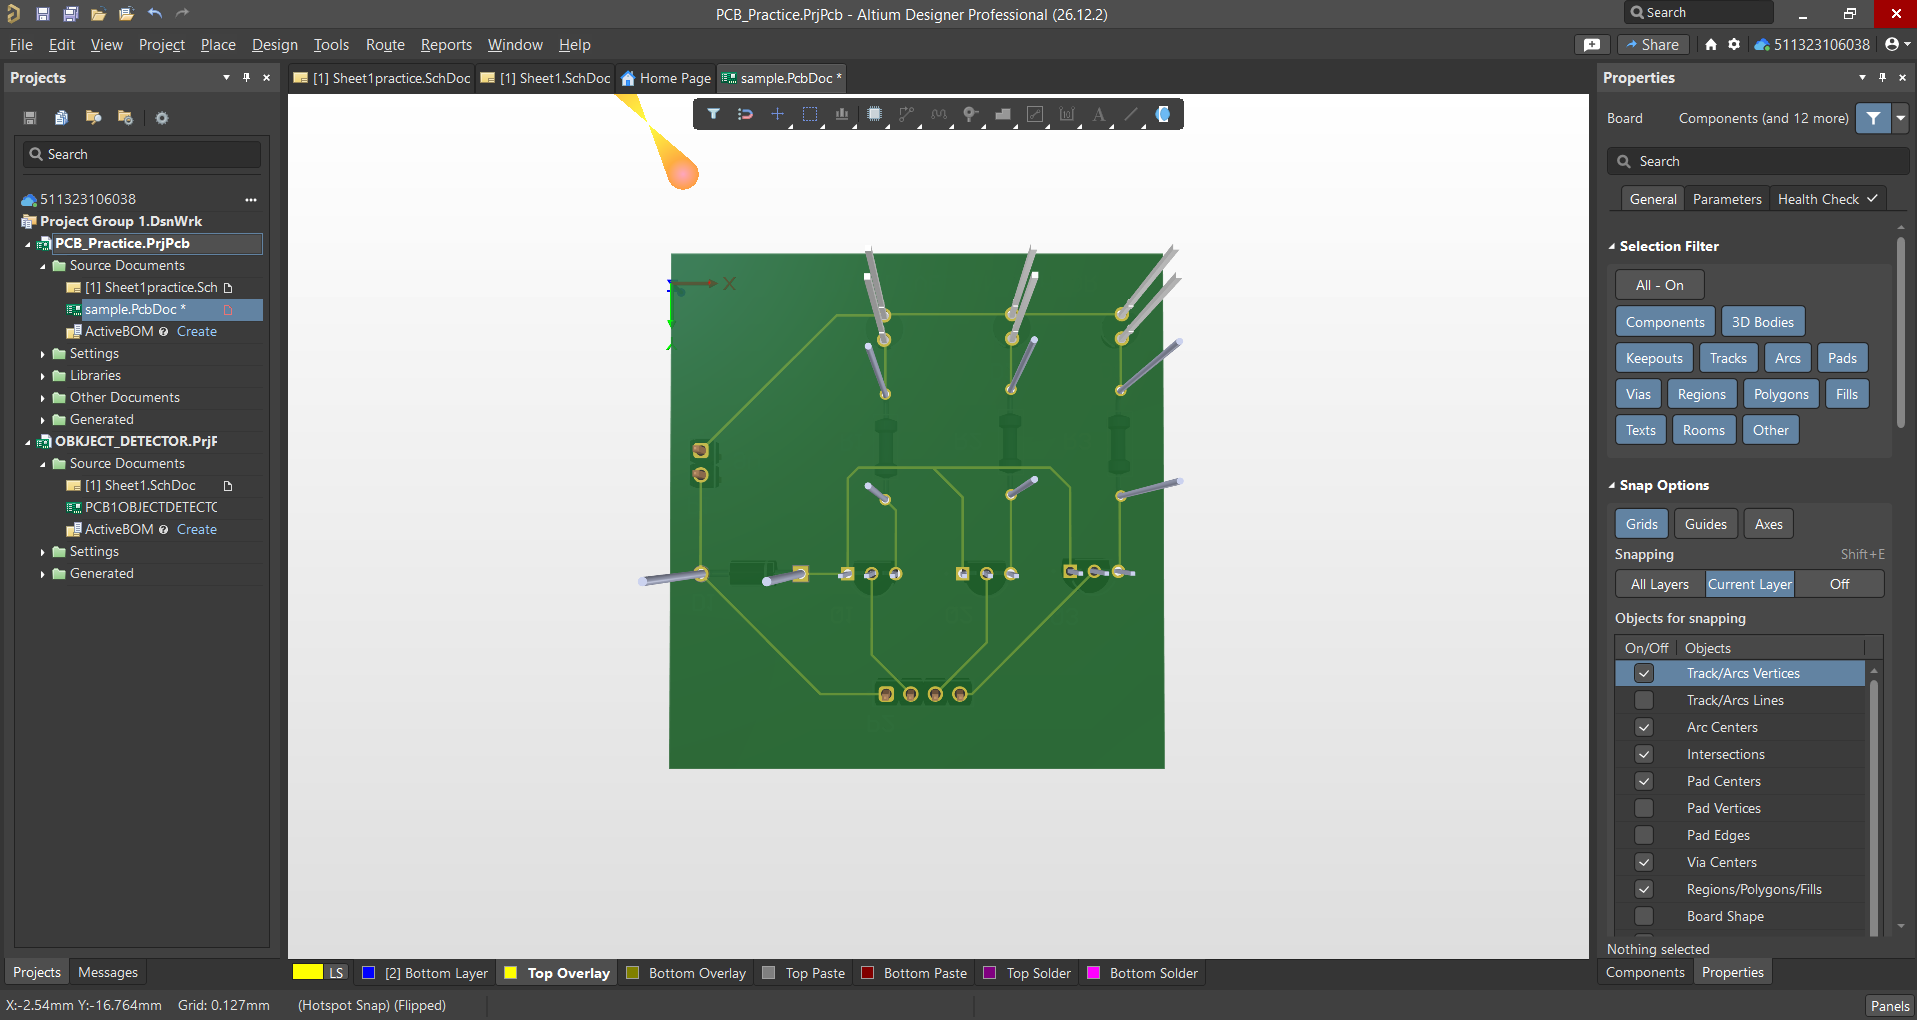 PCB_Practice.PrjPcb - Altium Designer Professional (26.12.2)
Search
File Edit View Project Place Design Tools Route Reports Window Help
Share
511323106038
Projects
[1] Sheet1practice.SchDoc
[1] Sheet1.SchDoc
Home Page
sample.PcbDoc *
Properties
Board
Components (and 12 more)
Search
General
Parameters
Health Check
Search
511323106038
Project Group 1.DsnWrk
PCB_Practice.PrjPcb
Source Documents
[1] Sheet1practice.Sch
sample.PcbDoc *
ActiveBOM Create
Settings
Libraries
Other Documents
Generated
OBKJECT_DETECTOR.PrjF
Source Documents
[1] Sheet1.SchDoc
PCB1OBJECTDETECTC
ActiveBOM Create
Settings
Generated
X
Selection Filter
All - On
Components
3D Bodies
Keepouts
Tracks
Arcs
Pads
Vias
Regions
Polygons
Fills
Texts
Rooms
Other
Snap Options
Grids
Guides
Axes
Snapping
Shift+E
All Layers
Current Layer
Off
Objects for snapping
On/Off
Objects
Track/Arcs Vertices
Track/Arcs Lines
Arc Centers
Intersections
Pad Centers
Pad Vertices
Pad Edges
Via Centers
Regions/Polygons/Fills
Board Shape
Nothing selected
Projects
Messages
LS
[2] Bottom Layer
Top Overlay
Bottom Overlay
Top Paste
Bottom Paste
Top Solder
Bottom Solder
Components
Properties
X:-2.54mm Y:-16.764mm
Grid: 0.127mm
(Hotspot Snap) (Flipped)
Panels